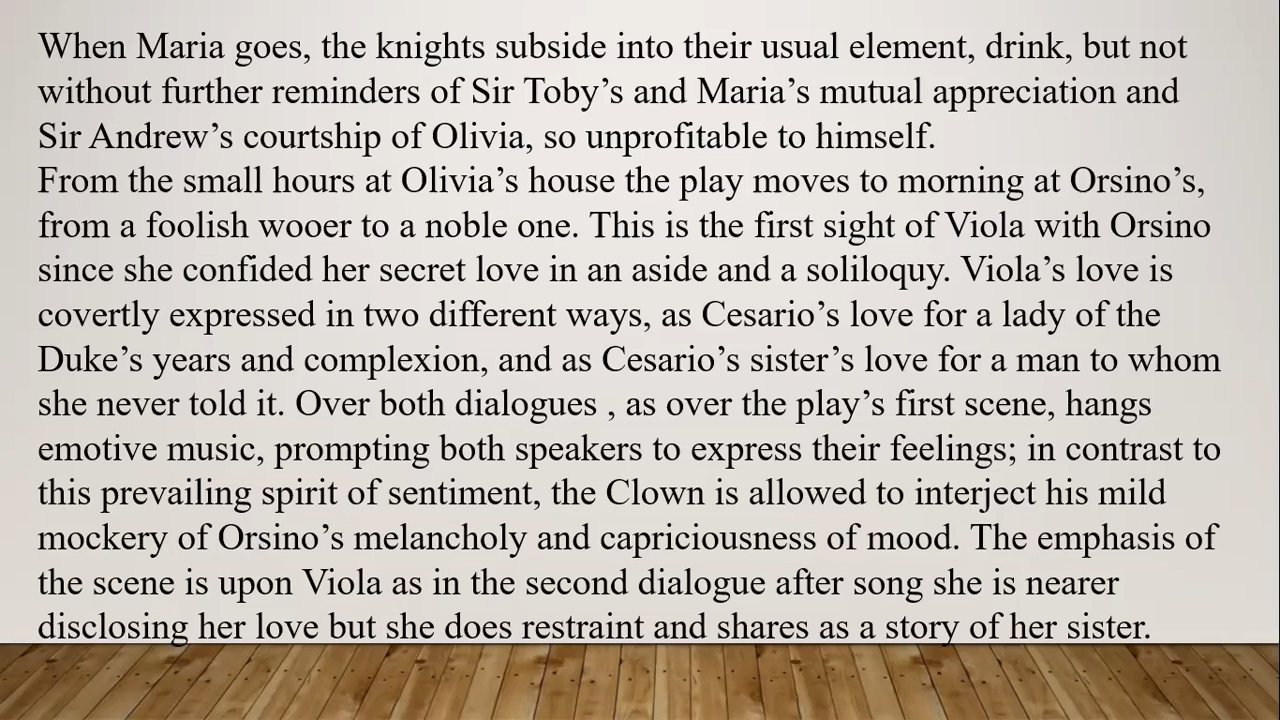 When Maria goes, the knights subside into their usual element, drink, but not
without further reminders of Sir Toby’s and Maria’s mutual appreciation and
Sir Andrew’s courtship of Olivia, so unprofitable to himself.
From the small hours at Olivia’s house the play moves to morning at Orsino’s,
from a foolish wooer to a noble one. This is the first sight of Viola with Orsino
since she confided her secret love in an aside and a soliloquy. Viola’s love is
covertly expressed in two different ways, as Cesario’s love for a lady of the
Duke’s years and complexion, and as Cesario’s sister’s love for a man to whom
she never told it. Over both dialogues , as over the play’s first scene, hangs
emotive music, prompting both speakers to express their feelings; in contrast to
this prevailing spirit of sentiment, the Clown is allowed to interject his mild
mockery of Orsino’s melancholy and capriciousness of mood. The emphasis of
the scene is upon Viola as in the second dialogue after song she is nearer
disclosing her love but she does restraint and shares as a story of her sister.